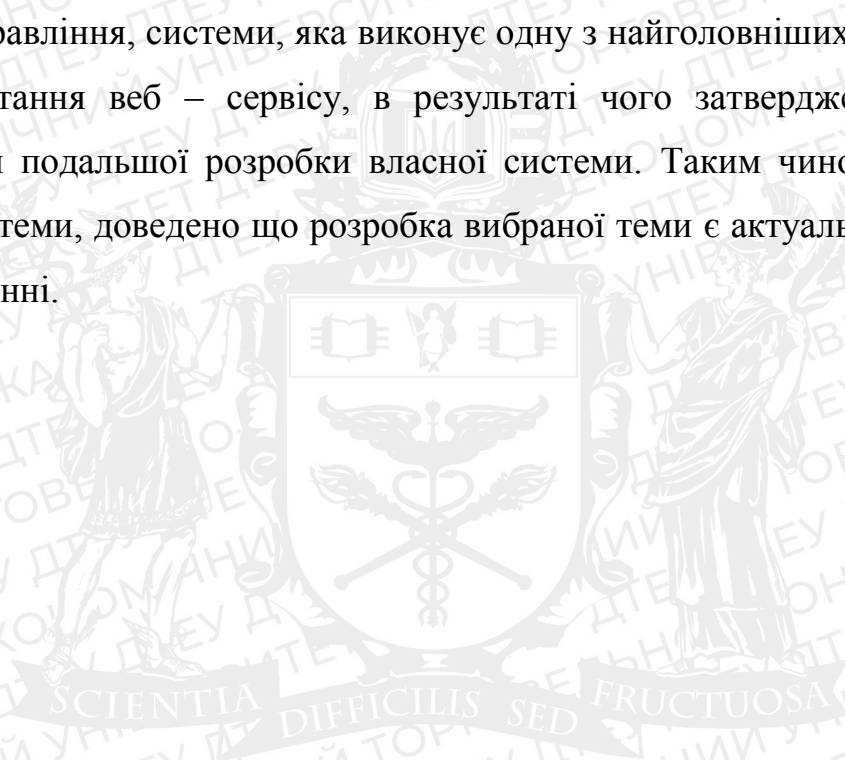 равління, системи, яка виконує одну з найголовніших
тання веб – сервісу, в результаті чого затвердже
подальшої розробки власної системи. Таким чино
теми, доведено що розробка вибраної теми є актуаль
нні.
SCIENTIA DIFFICILIS SED FRUCTUOSA